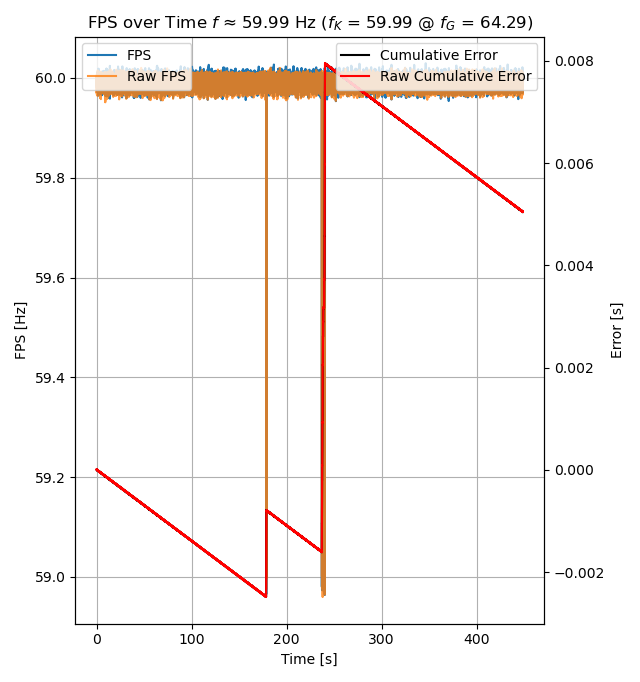 FPS over Time f ≈ 59.99 Hz (f_K = 59.99 @ f_G = 64.29)
FPS
Raw FPS
Cumulative Error
Raw Cumulative Error
60.0
59.8
59.6
59.4
59.2
59.0
FPS [Hz]
0.008
0.006
0.004
0.002
0.000
−0.002
Error [s]
0 100 200 300 400
Time [s]